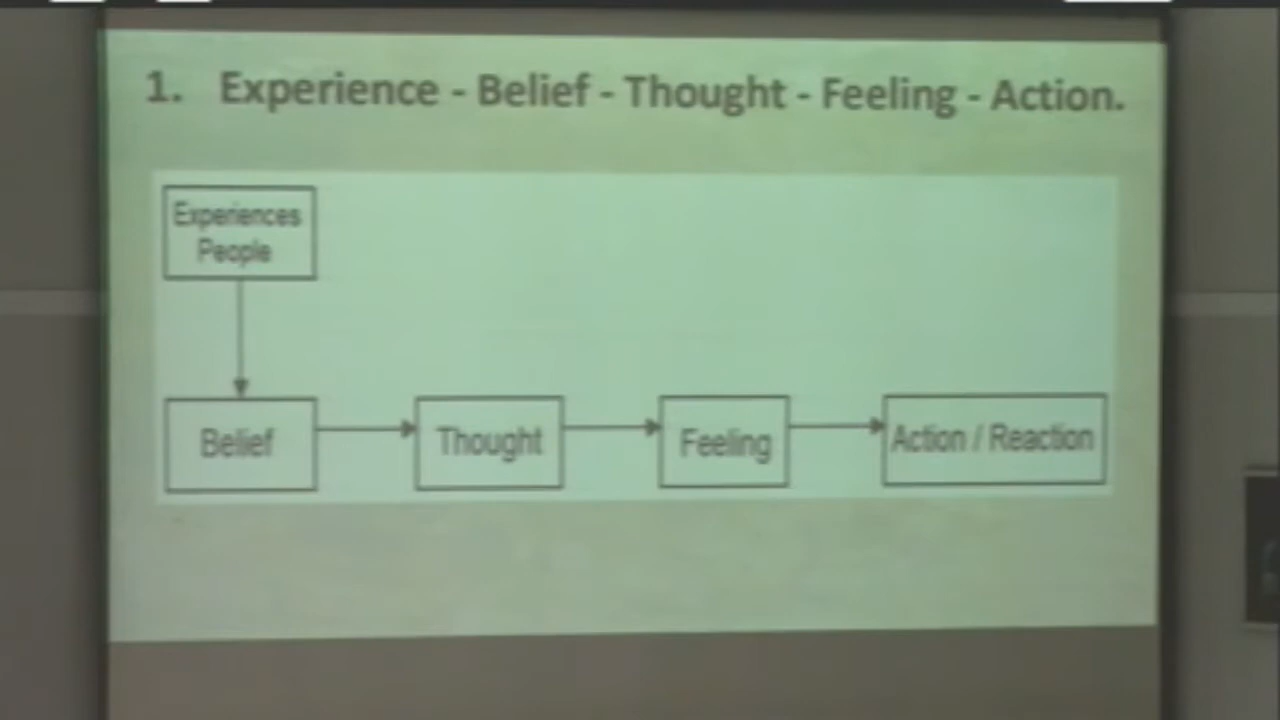 1. Experience - Belief - Thought - Feeling - Action.
Experiences
People
Belief
Thought
Feeling
Action / Reaction